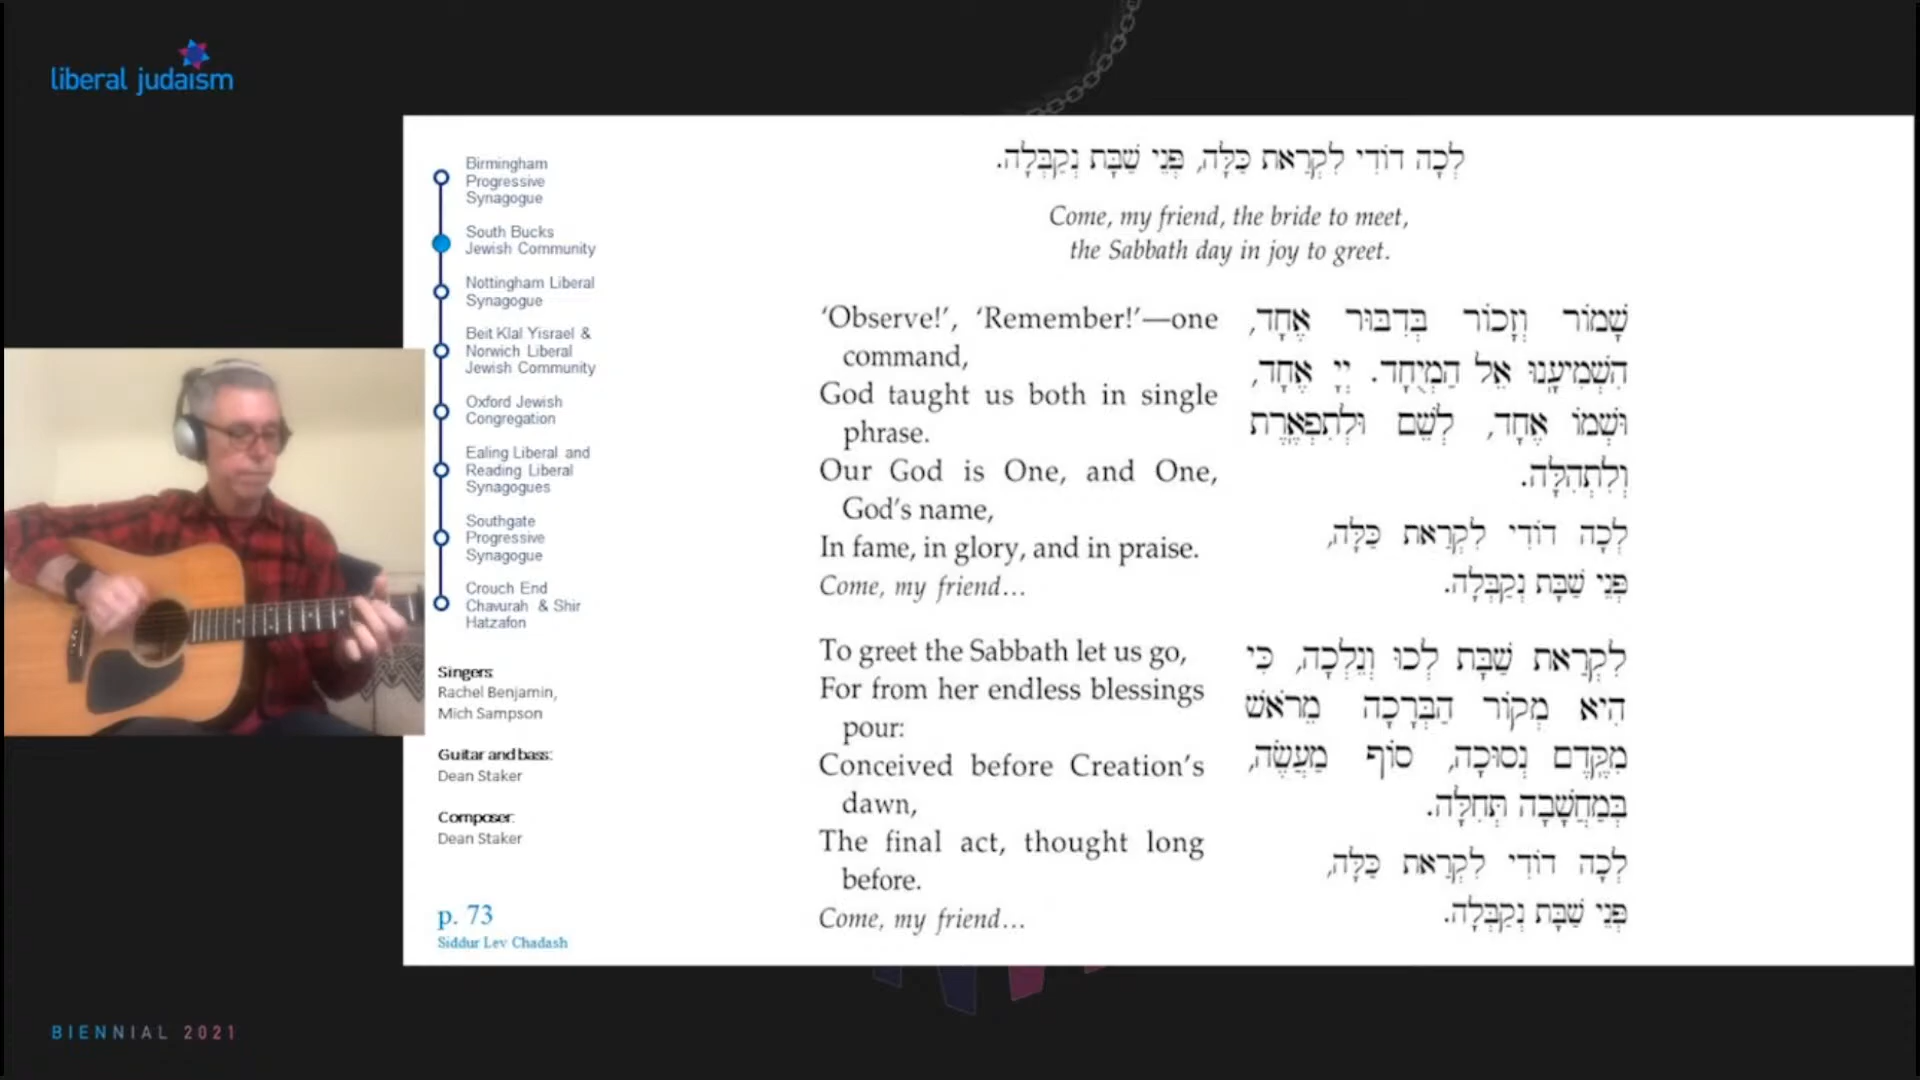 liberal judaism
Birmingham
Progressive
Synagogue
South Bucks
Jewish Community
Nottingham Liberal
Synagogue
Beit Klal Yisrael &
Norwich Liberal
Jewish Community
Oxford Jewish
Congregation
Ealing Liberal and
Reading Liberal
Synagogues
Southgate
Progressive
Synagogue
Crouch End
Chavurah & Shir
Hatzafon
Singers:
Rachel Benjamin,
Mich Sampson
Guitar and bass:
Dean Staker
Composer:
Dean Staker
p. 73
Siddur Lev Chadash
לְכָה דוֹדִי לִקְרַאת כַּלָּה, פְּנֵי שַׁבָּת נְקַבְּלָה.
Come, my friend, the bride to meet,
the Sabbath day in joy to greet.
‘Observe!’, ‘Remember!’—one
command,
God taught us both in single
phrase.
Our God is One, and One,
God’s name,
In fame, in glory, and in praise.
Come, my friend…
שָׁמוֹר וְזָכוֹר בְּדִבּוּר אֶחָד,
הִשְׁמִיעָֽנוּ אֵל הַמְיֻחָד. יְיָ אֶחָד,
וּשְׁמוֹ אֶחָד, לְשֵׁם וּלְתִפְאֶֽרֶת
וְלִתְהִלָּה.
לְכָה דוֹדִי לִקְרַאת כַּלָּה,
פְּנֵי שַׁבָּת נְקַבְּלָה.
To greet the Sabbath let us go,
For from her endless blessings
pour:
Conceived before Creation’s
dawn,
The final act, thought long
before.
Come, my friend…
לִקְרַאת שַׁבָּת לְכוּ וְנֵלְכָה, כִּי
הִיא מְקוֹר הַבְּרָכָה מֵרֹאשׁ
מִקֶּֽדֶם נְסוּכָה, סוֹף מַעֲשֶׂה,
בְּמַחֲשָׁבָה תְּחִלָּה.
לְכָה דוֹדִי לִקְרַאת כַּלָּה,
פְּנֵי שַׁבָּת נְקַבְּלָה.
BIENNIAL 2021